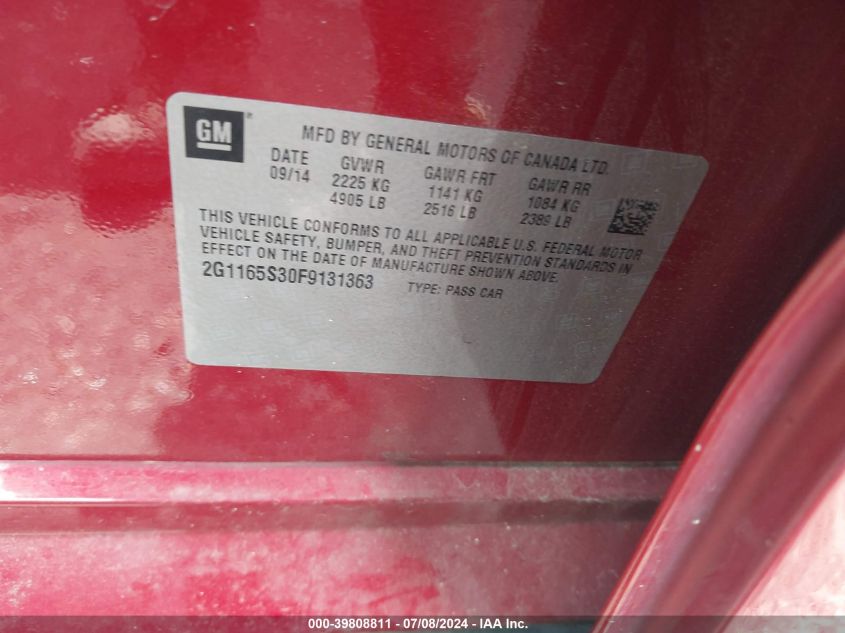 GM
MFD BY GENERAL MOTORS OF CANADA LTD.
DATE GVWR GAWR FRT GAWR RR
09/14 2225 KG 1141 KG 1084 KG
4905 LB 2516 LB 2389 LB
THIS VEHICLE CONFORMS TO ALL APPLICABLE U.S. FEDERAL MOTOR
VEHICLE SAFETY, BUMPER, AND THEFT PREVENTION STANDARDS IN
EFFECT ON THE DATE OF MANUFACTURE SHOWN ABOVE.
2G1165S30F9131363 TYPE: PASS CAR
000-39808811 - 07/08/2024 - IAA Inc.